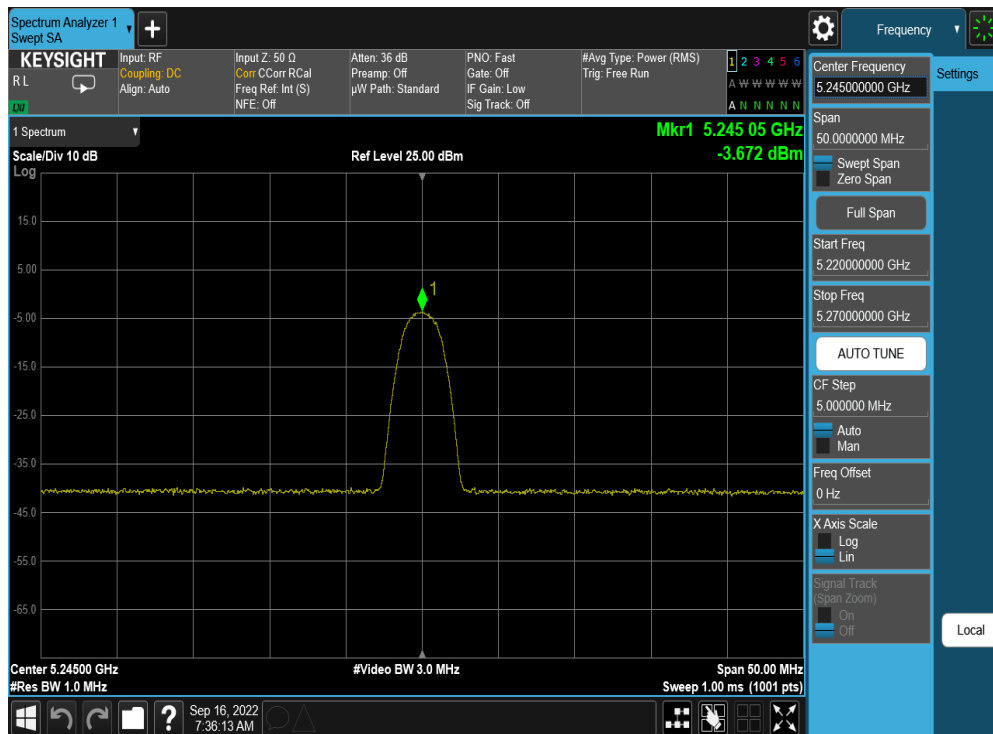 Spectrum Analyzer 1
Swept SA
Frequency
KEYSIGHT
R L
LNI
Input: RF
Coupling: DC
Align: Auto
Input Z: 50 Ω
Corr CCorr RCal
Freq Ref: Int (S)
NFE: Off
Atten: 36 dB
Preamp: Off
µW Path: Standard
PNO: Fast
Gate: Off
IF Gain: Low
Sig Track: Off
#Avg Type: Power (RMS)
Trig: Free Run
1 2 3 4 5 6
A W W W W W
A N N N N N
1 Spectrum
Scale/Div 10 dB
Log
Ref Level 25.00 dBm
Mkr1 5.245 05 GHz
-3.672 dBm
15.0
5.00
-5.00
-15.0
-25.0
-35.0
-45.0
-55.0
-65.0
1
Center 5.24500 GHz
#Res BW 1.0 MHz
#Video BW 3.0 MHz
Span 50.00 MHz
Sweep 1.00 ms (1001 pts)
Center Frequency
5.245000000 GHz
Settings
Span
50.0000000 MHz
Swept Span
Zero Span
Full Span
Start Freq
5.220000000 GHz
Stop Freq
5.270000000 GHz
AUTO TUNE
CF Step
5.000000 MHz
Auto
Man
Freq Offset
0 Hz
X Axis Scale
Log
Lin
Signal Track
(Span Zoom)
On
Off
Local
?
Sep 16, 2022
7:36:13 AM